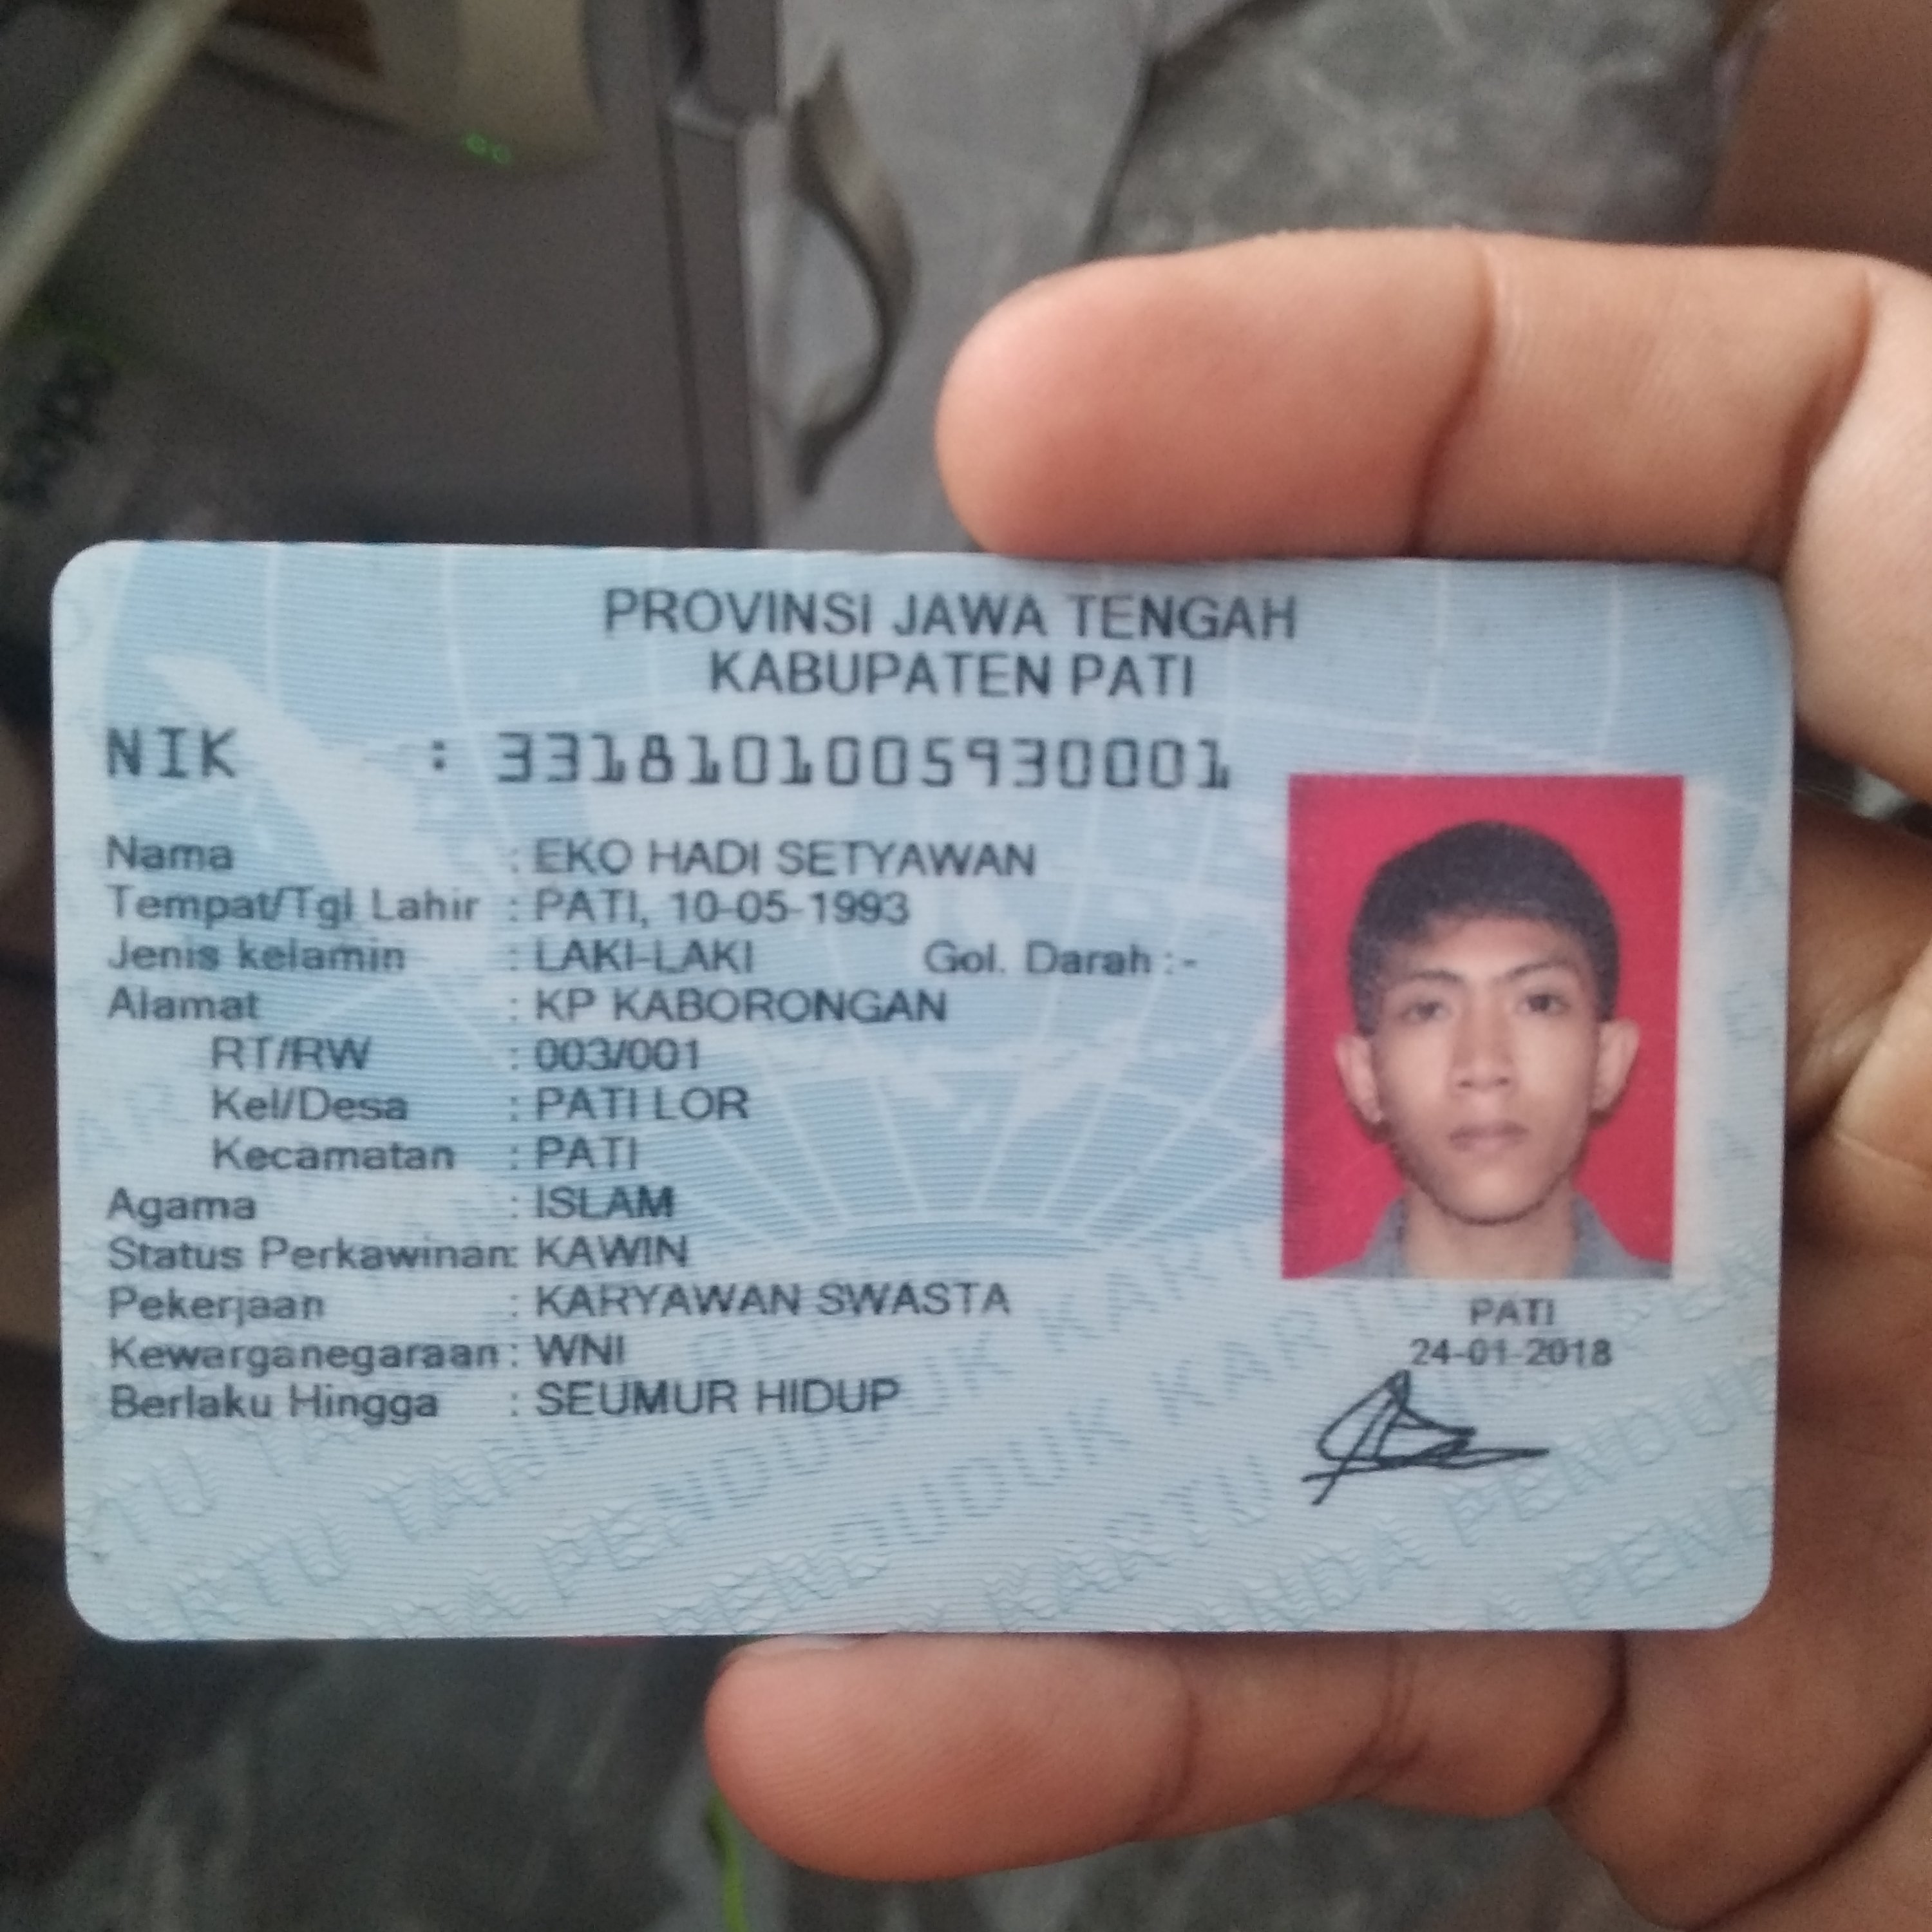 PROVINSI JAWA TENGAH
KABUPATEN PATI
NIK : 3318101005930001
Nama : EKO HADI SETYAWAN
Tempat/Tgl Lahir : PATI, 10-05-1993
Jenis kelamin : LAKI-LAKI Gol. Darah : -
Alamat : KP KABORONGAN
RT/RW : 003/001
Kel/Desa : PATI LOR
Kecamatan : PATI
Agama : ISLAM
Status Perkawinan: KAWIN
Pekerjaan : KARYAWAN SWASTA
Kewarganegaraan : WNI
Berlaku Hingga : SEUMUR HIDUP
PATI
24-01-2018